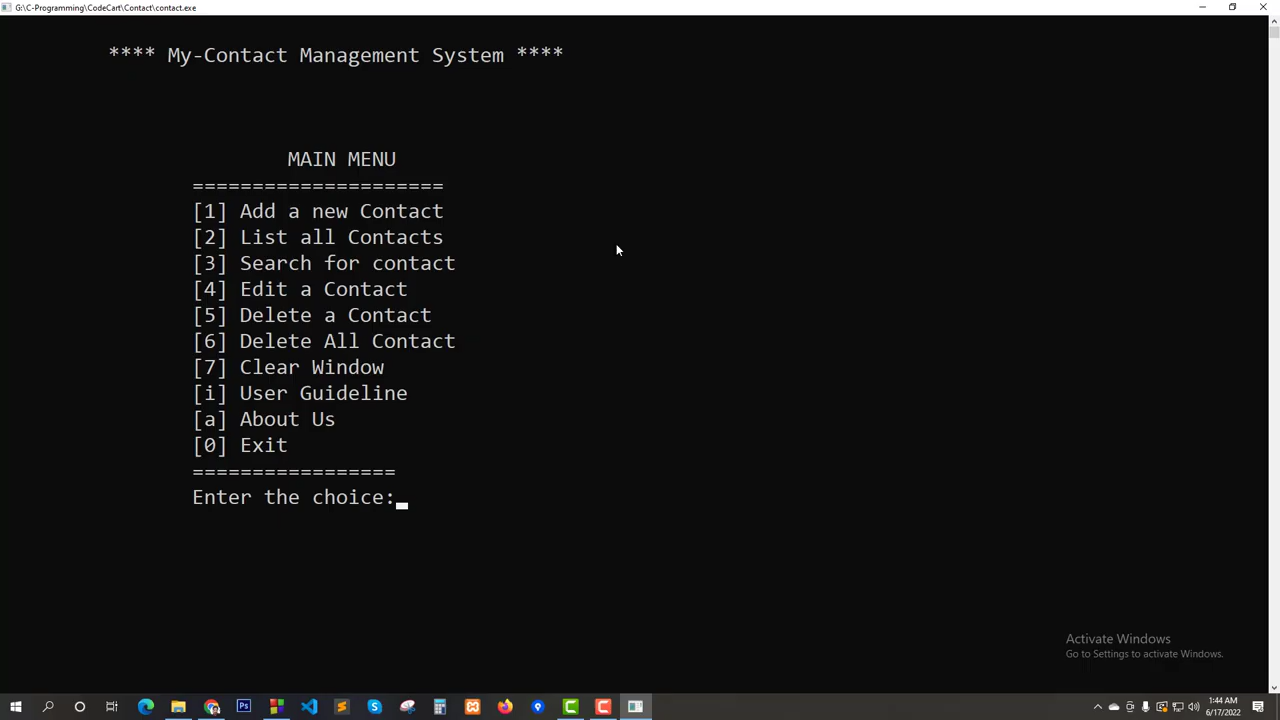 G:\C-Programming\CodeCart\Contact\contact.exe
**** My-Contact Management System ****
MAIN MENU
=====================
[1] Add a new Contact
[2] List all Contacts
[3] Search for contact
[4] Edit a Contact
[5] Delete a Contact
[6] Delete All Contact
[7] Clear Window
[i] User Guideline
[a] About Us
[0] Exit
=================
Enter the choice:
Activate Windows
Go to Settings to activate Windows.
1:44 AM
6/17/2022